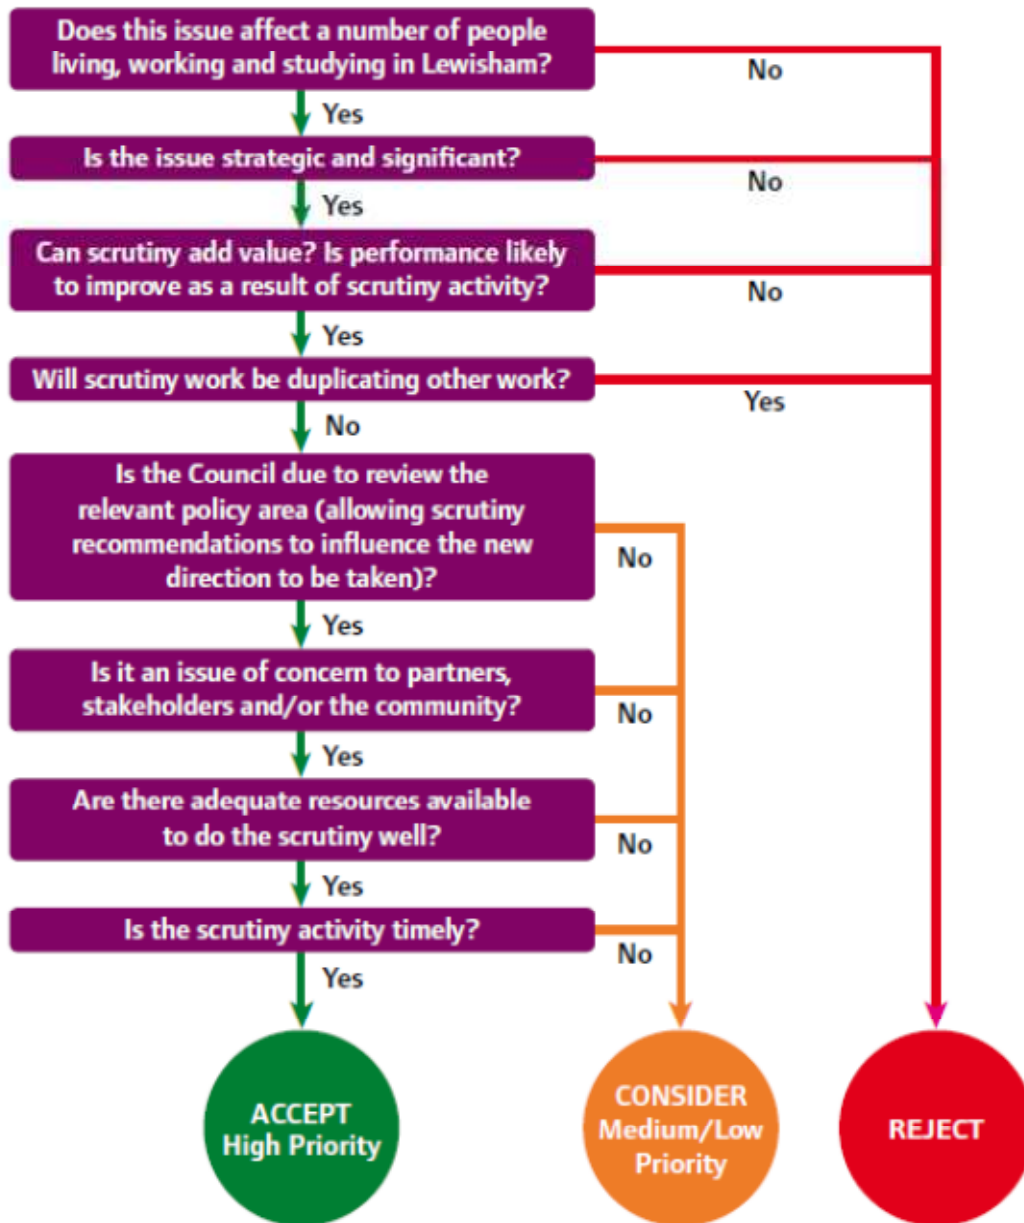 Does this issue affect a number of people
living, working and studying in Lewisham?
No
Yes
Is the issue strategic and significant?
No
Yes
Can scrutiny add value? Is performance likely
to improve as a result of scrutiny activity?
No
Yes
Will scrutiny work be duplicating other work?
Yes
No
Is the Council due to review the
relevant policy area (allowing scrutiny
recommendations to influence the new
direction to be taken)?
No
Yes
Is it an issue of concern to partners,
stakeholders and/or the community?
No
Yes
Are there adequate resources available
to do the scrutiny well?
No
Yes
Is the scrutiny activity timely?
No
Yes
ACCEPT
High Priority
CONSIDER
Medium/Low
Priority
REJECT